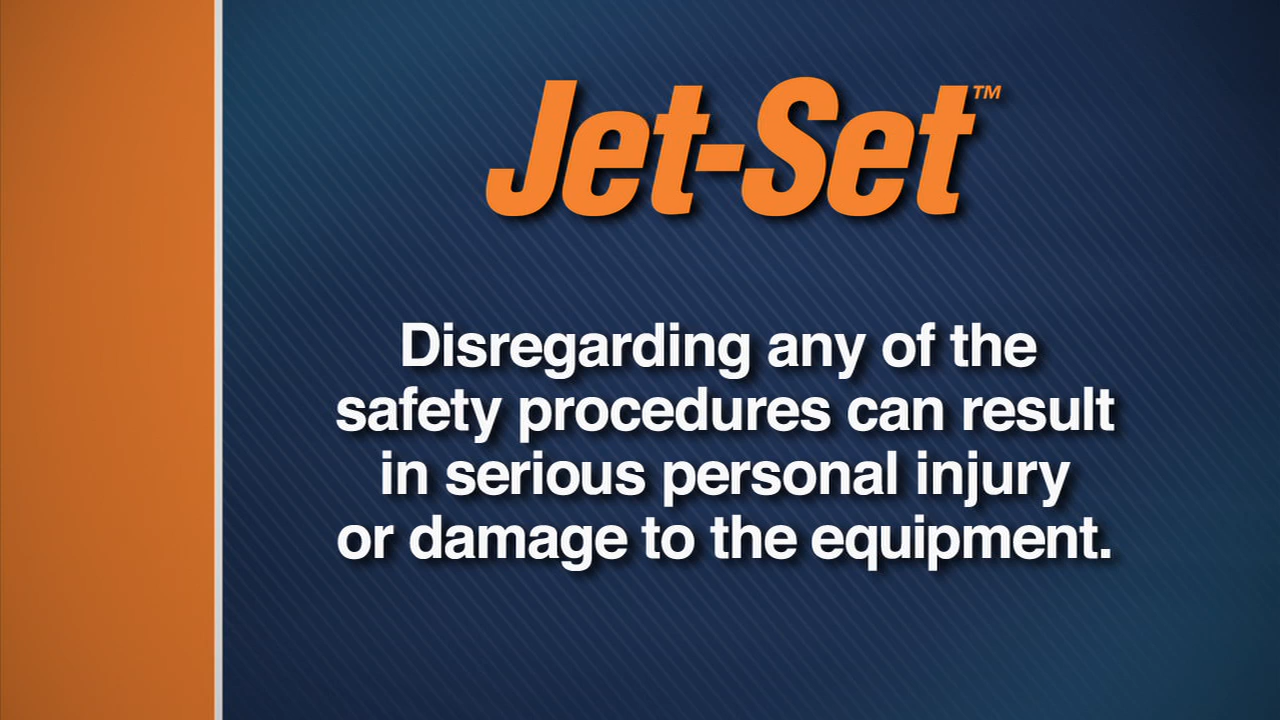 Jet-Set™
Disregarding any of the
safety procedures can result
in serious personal injury
or damage to the equipment.